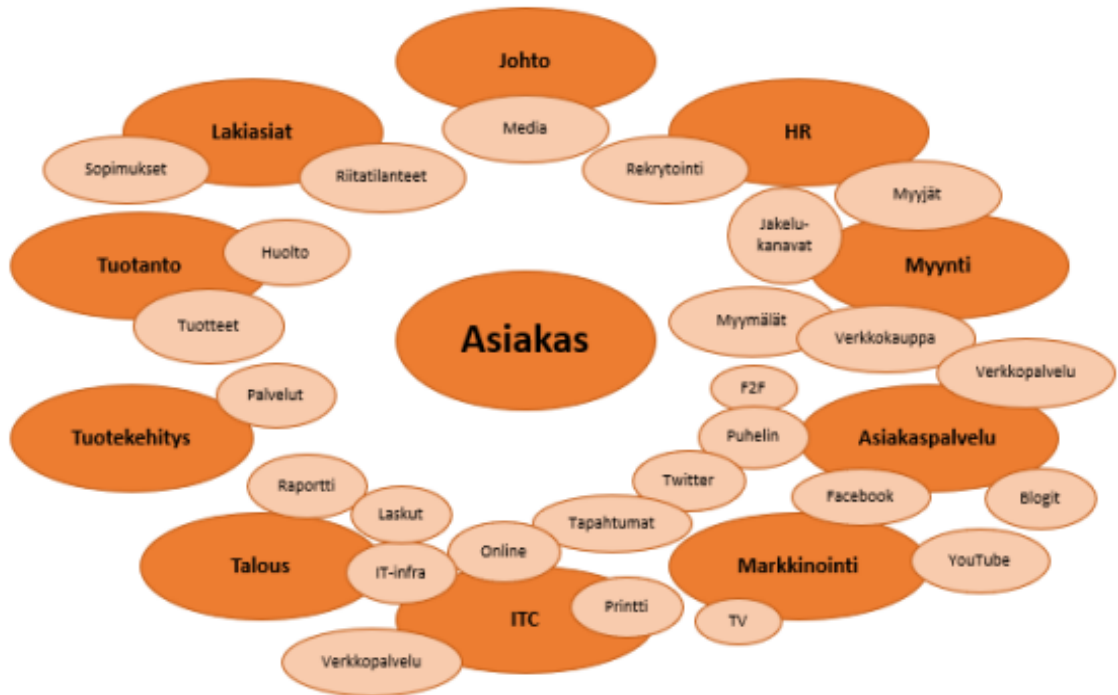 Johto
Media
Lakiasiat
HR
Sopimukset
Riitatilanteet
Rekrytointi
Myyjät
Jakelu-
kanavat
Tuotanto
Huolto
Myynti
Tuotteet
Asiakas
Myymälät
Verkkokauppa
Verkkopalvelu
Palvelut
F2F
Tuotekehitys
Puhelin
Asiakaspalvelu
Raportti
Twitter
Facebook
Blogit
Laskut
Tapahtumat
Online
Talous
IT-infra
Markkinointi
YouTube
ITC
Printti
TV
Verkkopalvelu